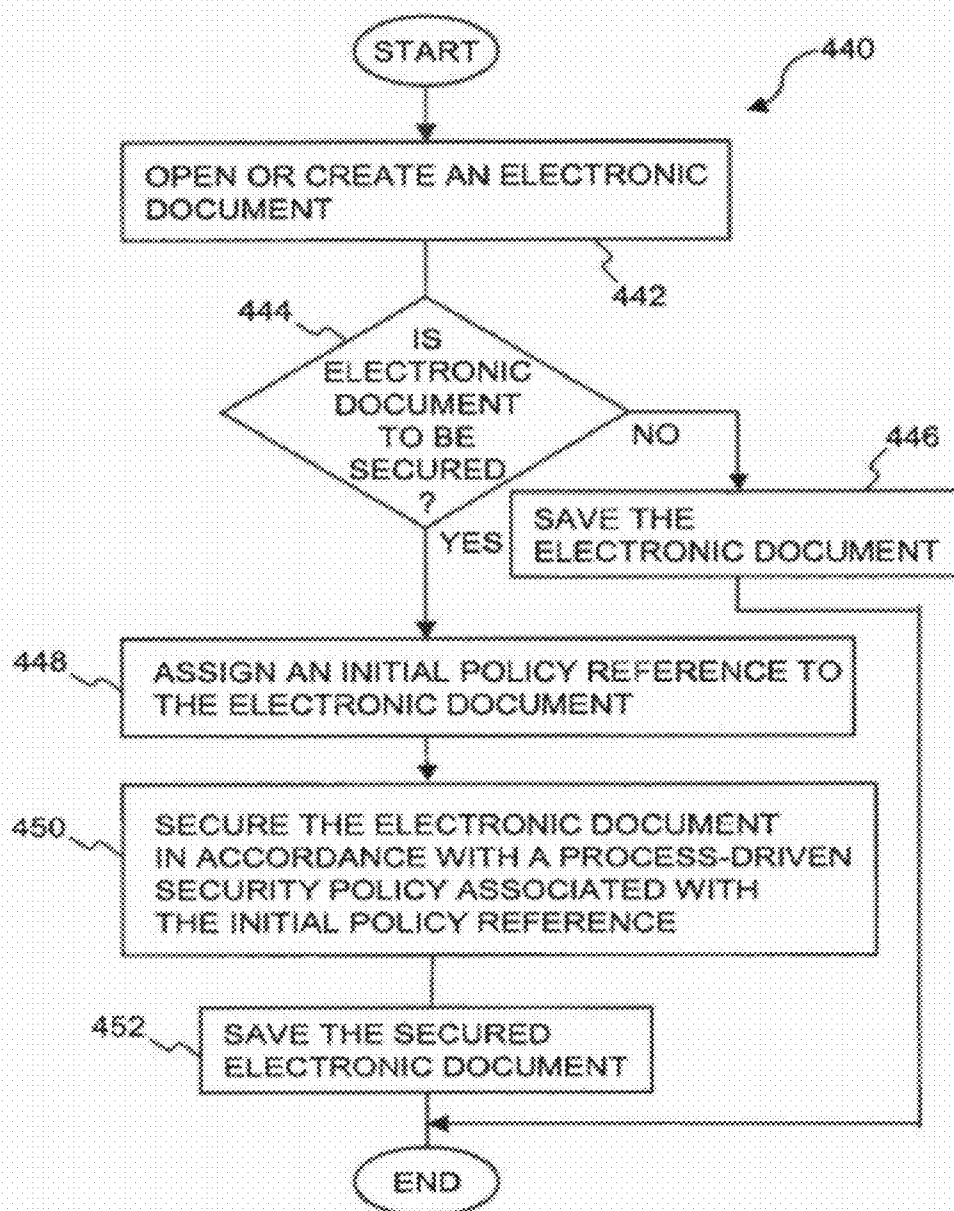 START
440
OPEN OR CREATE AN ELECTRONIC
DOCUMENT
442
444
IS
ELECTRONIC
DOCUMENT
TO BE
SECURED
?
NO
446
YES
SAVE THE
ELECTRONIC DOCUMENT
448
ASSIGN AN INITIAL POLICY REFERENCE TO
THE ELECTRONIC DOCUMENT
450
SECURE THE ELECTRONIC DOCUMENT
IN ACCORDANCE WITH A PROCESS-DRIVEN
SECURITY POLICY ASSOCIATED WITH
THE INITIAL POLICY REFERENCE
452
SAVE THE SECURED
ELECTRONIC DOCUMENT
END